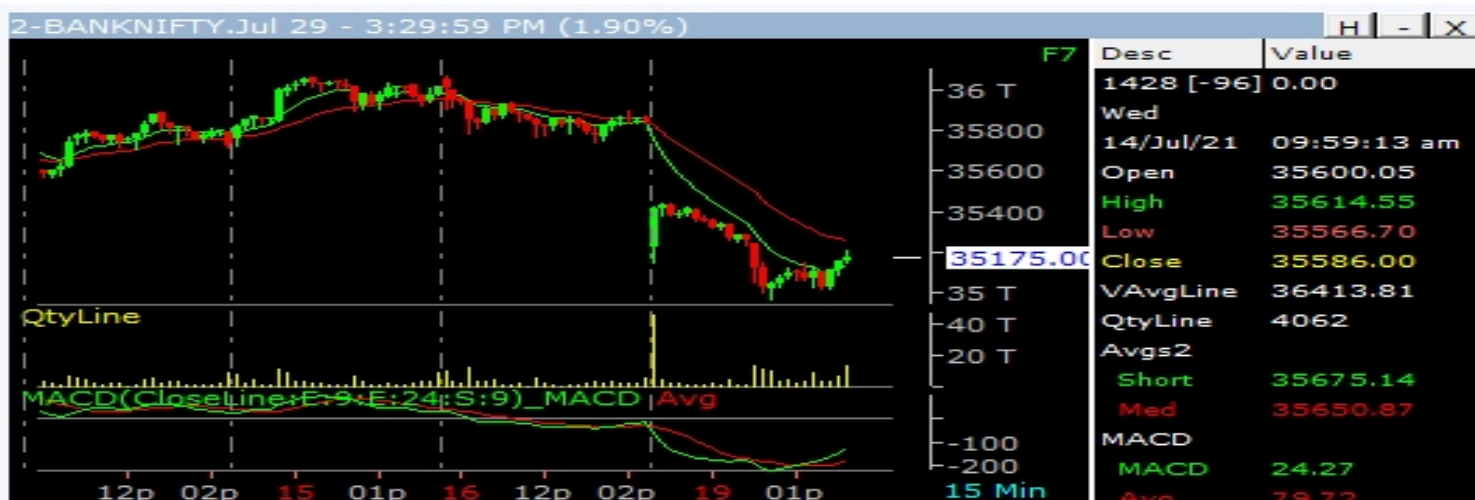 2-BANKNIFTY.Jul 29 - 3:29:59 PM (1.90%)
H - X
F7
Desc Value
1428 [-96] 0.00
Wed
14/Jul/21 09:59:13 am
Open 35600.05
High 35614.55
Low 35566.70
Close 35586.00
VAvgLine 36413.81
QtyLine 4062
Avgs2
Short 35675.14
Med 35650.87
MACD
MACD 24.27
Avg
36 T
35800
35600
35400
35175.00
35 T
QtyLine
40 T
20 T
MACD(CloseLine:F:9:E:24:S:9)_MACD Avg
-100
-200
12p 02p 15 01p 16 12p 02p 19 01p 15 Min